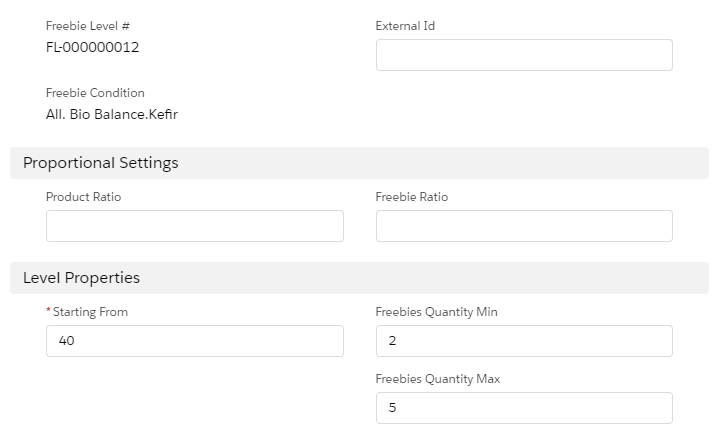 Freebie Level #
FL-000000012
External Id
Freebie Condition
All. Bio Balance.Kefir
Proportional Settings
Product Ratio
Freebie Ratio
Level Properties
* Starting From
40
Freebies Quantity Min
2
Freebies Quantity Max
5